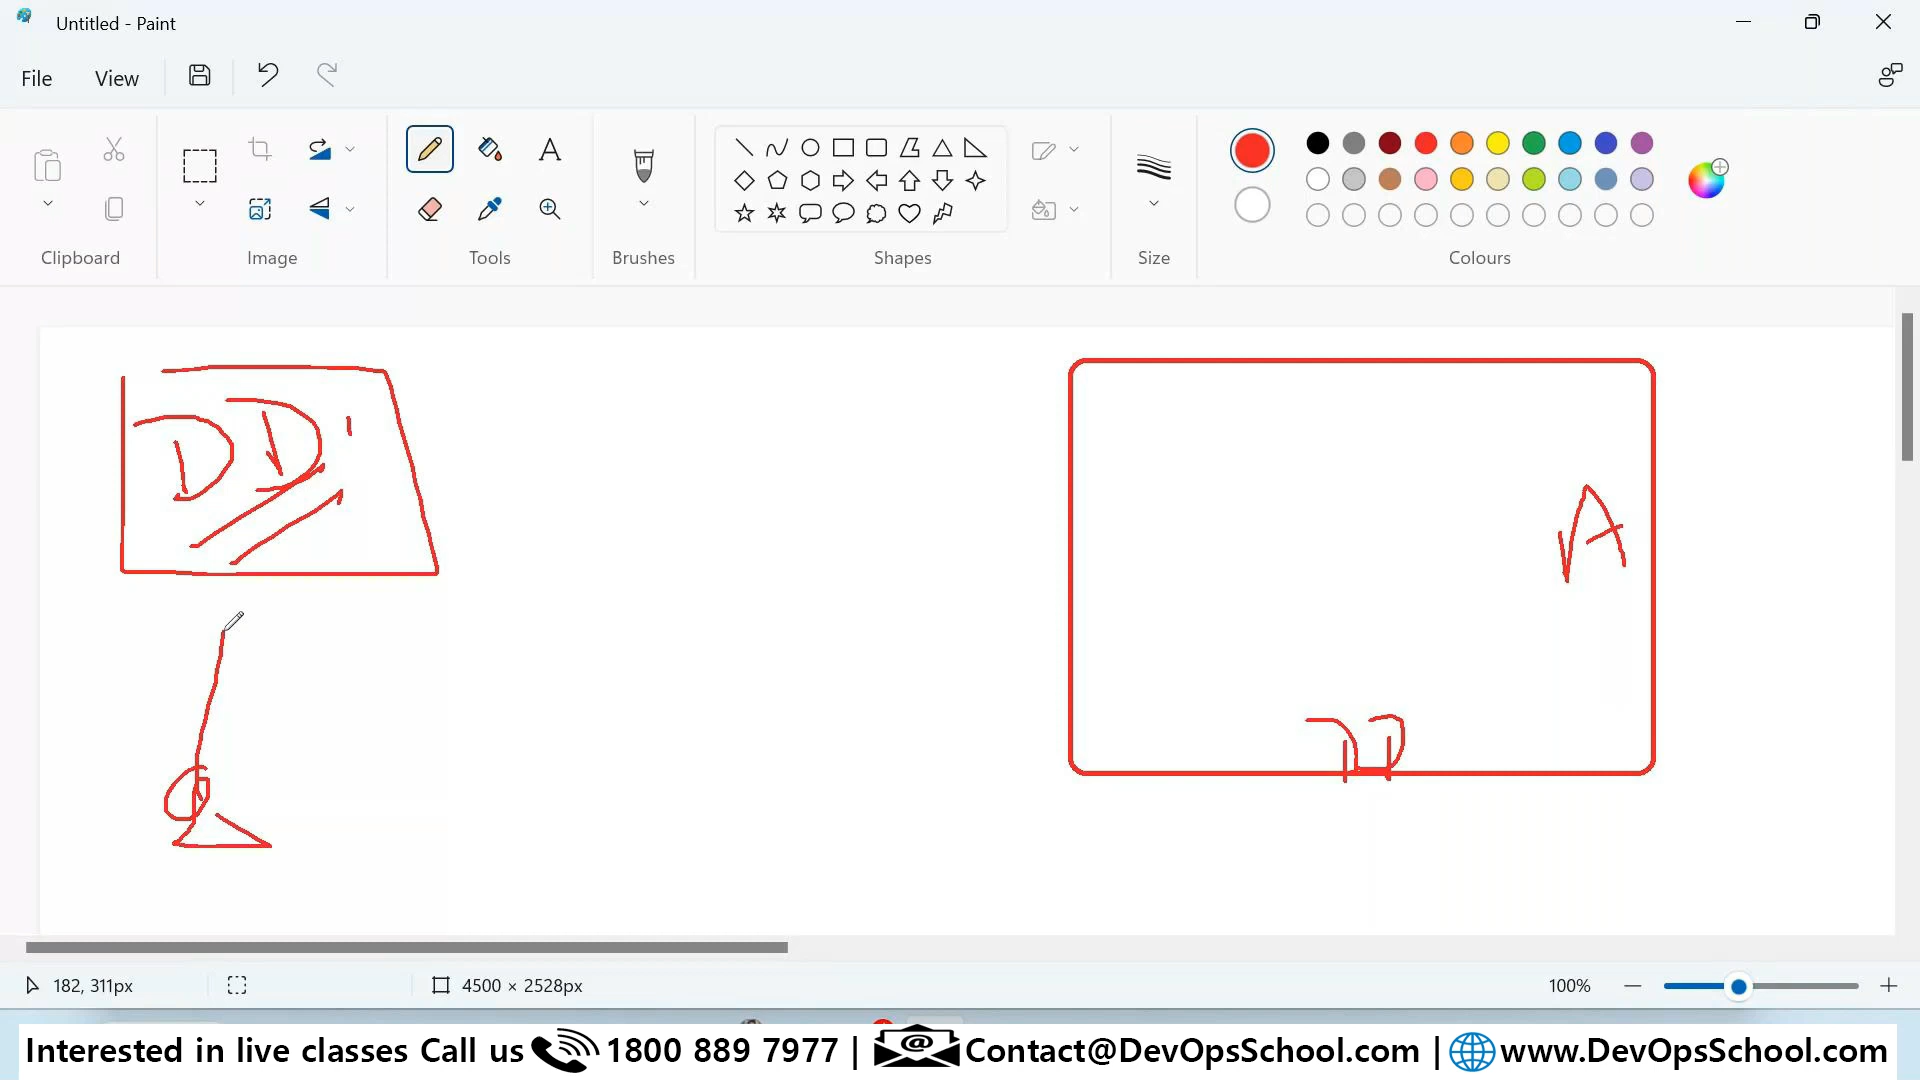 Untitled - Paint
File View
Clipboard Image Tools Brushes Shapes Size Colours
DD'
A
182, 311px 4500 × 2528px 100%
Interested in live classes Call us 1800 889 7977 | Contact@DevOpsSchool.com | www.DevOpsSchool.com